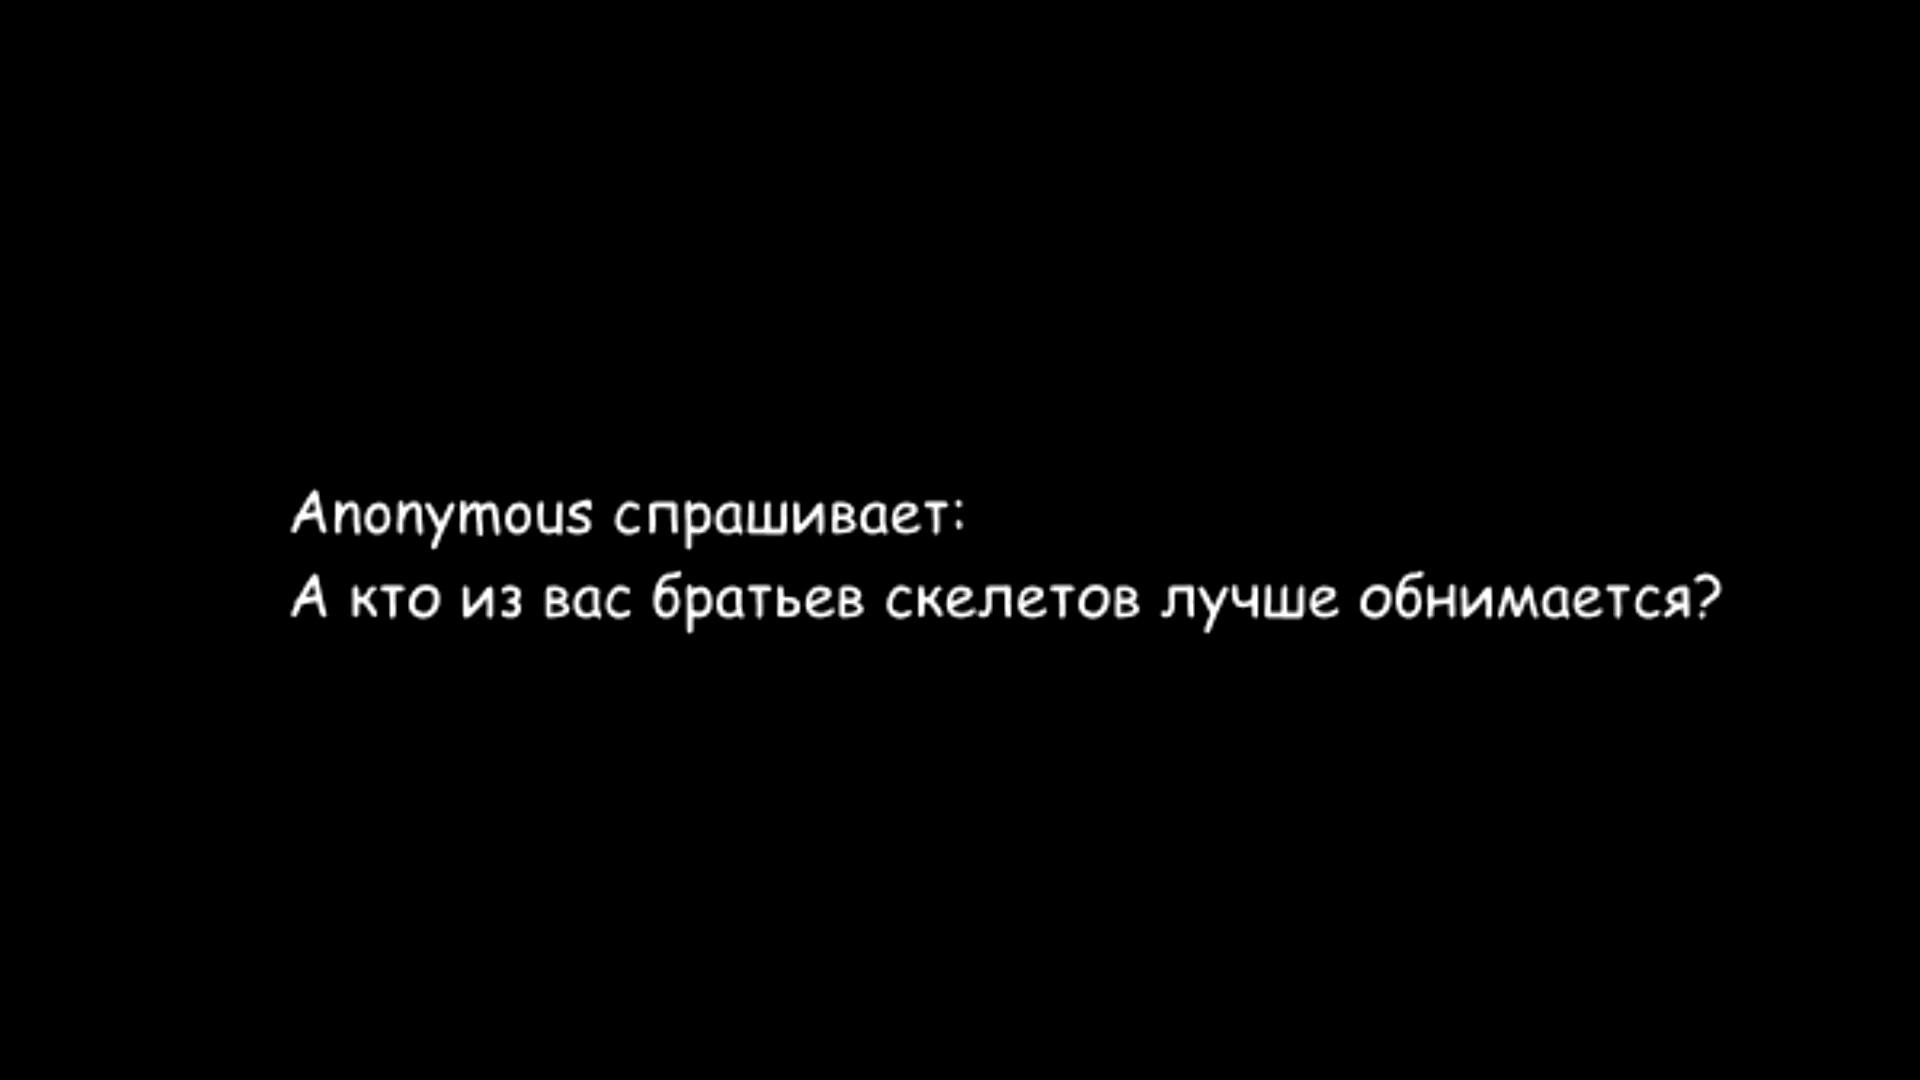 Anonymous спрашивает:
А кто из вас братьев скелетов лучше обнимается?